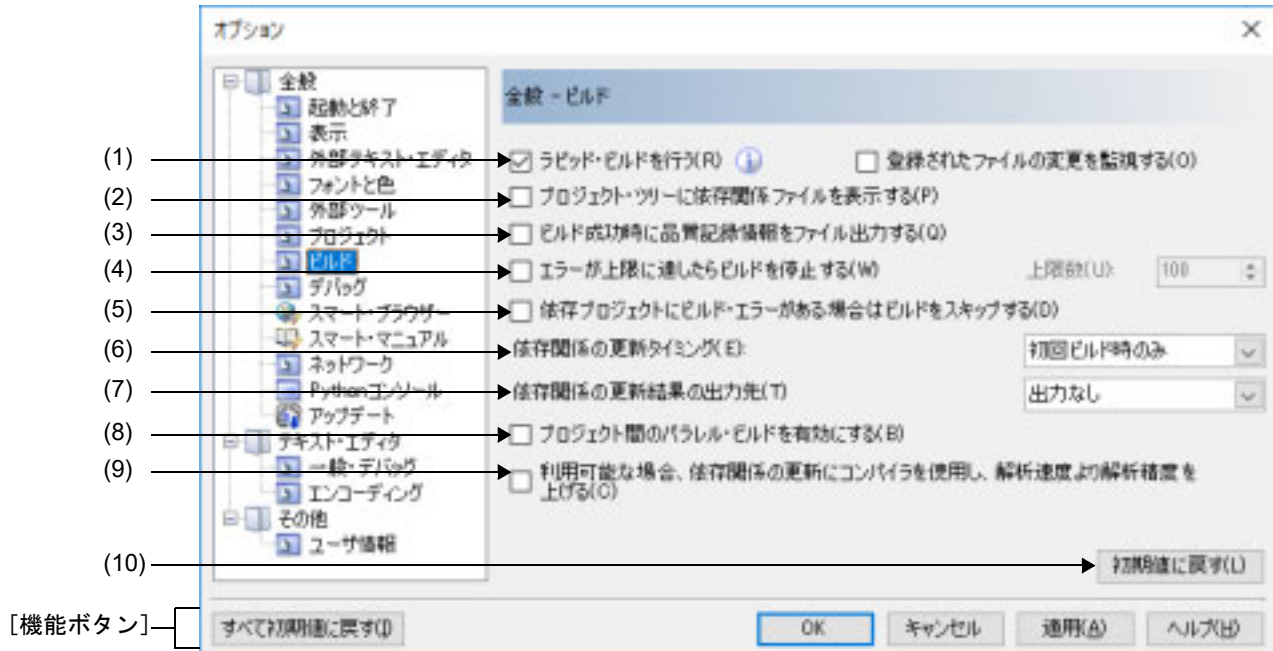 オプション
全般
起動と終了
表示
外部テキスト・エディタ
フォントと色
外部ツール
プロジェクト
ビルド
デバッグ
スマート・ブラウザー
スマート・マニュアル
ネットワーク
Pythonコンソール
アップデート
テキスト・エディタ
一般・デバッグ
エンコーディング
その他
ユーザ情報
全般 - ビルド
(1) ラピッド・ビルドを行う(R) 登録されたファイルの変更を監視する(O)
(2) プロジェクト・ツリーに依存関係ファイルを表示する(P)
(3) ビルド成功時に品質記録情報をファイル出力する(Q)
(4) エラーが上限に達したらビルドを停止する(W) 上限数(U): 100
(5) 依存プロジェクトにビルド・エラーがある場合はビルドをスキップする(D)
(6) 依存関係の更新タイミング(E): 初回ビルド時のみ
(7) 依存関係の更新結果の出力先(T) 出力なし
(8) プロジェクト間のパラレル・ビルドを有効にする(B)
(9) 利用可能な場合、依存関係の更新にコンパイラを使用し、解析速度より解析精度を
上げる(C)
(10) 初期値に戻す(L)
[機能ボタン] すべて初期値に戻す(I) OK キャンセル 適用(A) ヘルプ(H)